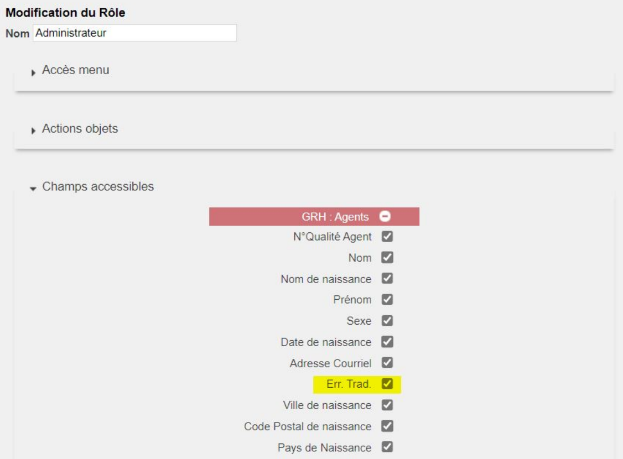 Modification du Rôle
Nom Administrateur
Accès menu
Actions objets
Champs accessibles
GRH : Agents
N°Qualité Agent
Nom
Nom de naissance
Prénom
Sexe
Date de naissance
Adresse Courriel
Err. Trad.
Ville de naissance
Code Postal de naissance
Pays de Naissance